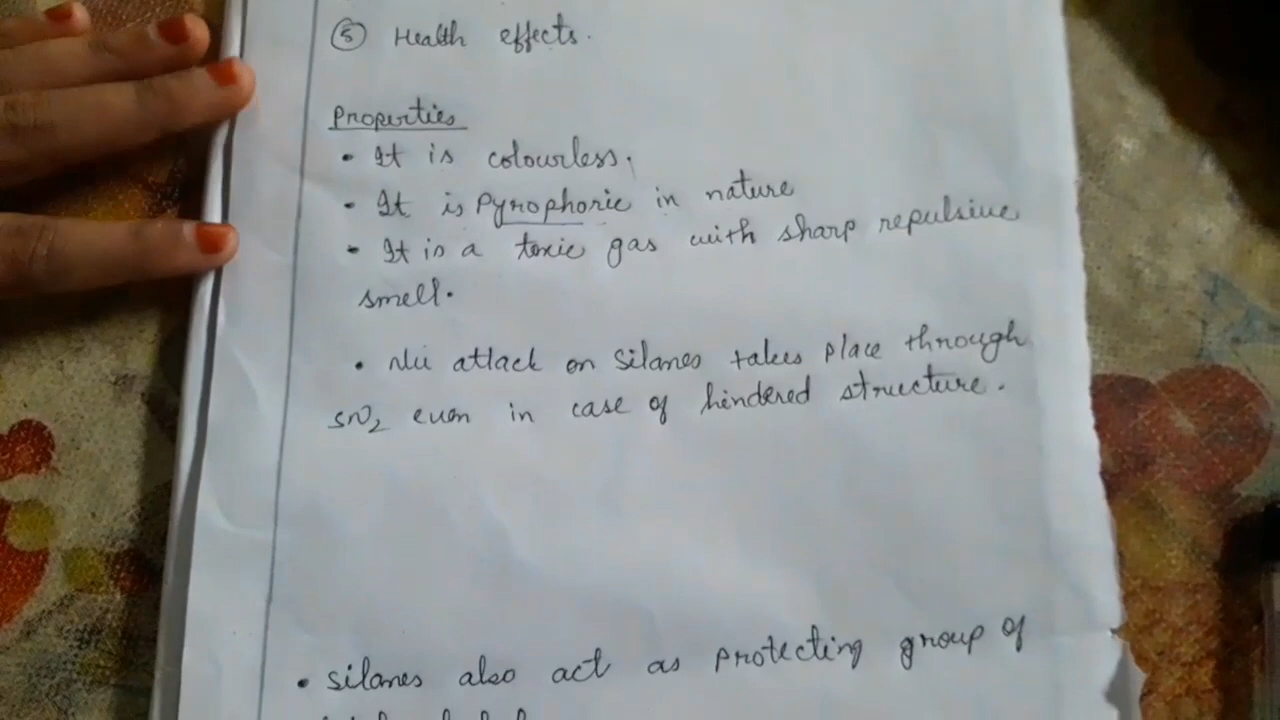 ⑤ Health effects.
Properties
• It is colourless.
• It is Pyrophoric in nature
• It is a toxic gas with sharp repulsive
smell.
• Nu attack on silanes takes place through
SN2 even in case of hindered structure.
• silanes also act as protecting group of